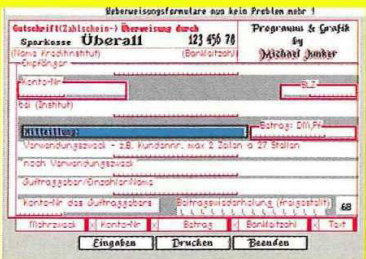 Ueberweisungsformulare nun kein Problem mehr !
Gutschrift(Zahlschein-) Überweisung durch
Sparkasse Überall 123 456 78
(Name Kreditinstitut) (Bankleitzahl)
Programm & Grafik
by
Michael Junker
Empfänger
Konto-Nr
BLZ
bei (Institut)
Mitteilung:
Betrag: DM,Pf
Verwendungszweck - z.B. Kundennr. max 2 Zeilen a 27 Stellen
noch Verwendungszweck
Auftraggeber/Einzahler-Name
Konto-Nr des Auftraggebers Betragswiederholung (freigestellt) 68
Mehrzweck X Konto-Nr X Betrag X Bankleitzahl X Text
Eingaben Drucken Beenden